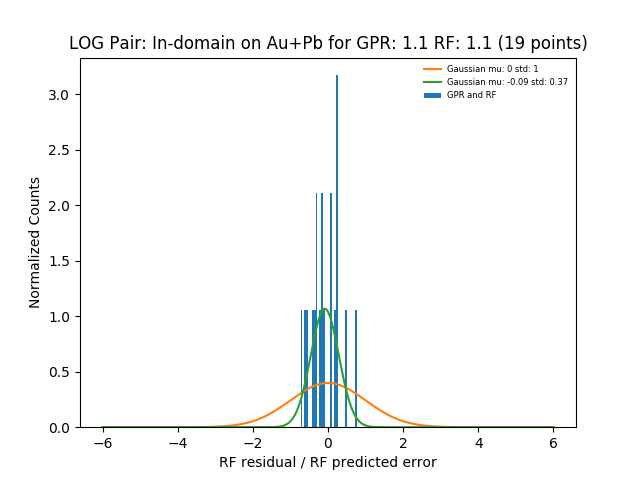 LOG Pair: In-domain on Au+Pb for GPR: 1.1 RF: 1.1 (19 points)
Gaussian mu: 0 std: 1
Gaussian mu: -0.09 std: 0.37
GPR and RF
Normalized Counts
3.0
2.5
2.0
1.5
1.0
0.5
0.0
−6 −4 −2 0 2 4 6
RF residual / RF predicted error